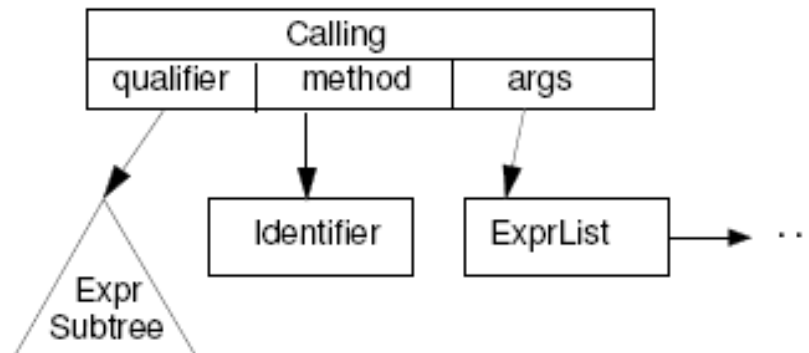 Calling
qualifier method args
Identifier ExprList ..
Expr
Subtree